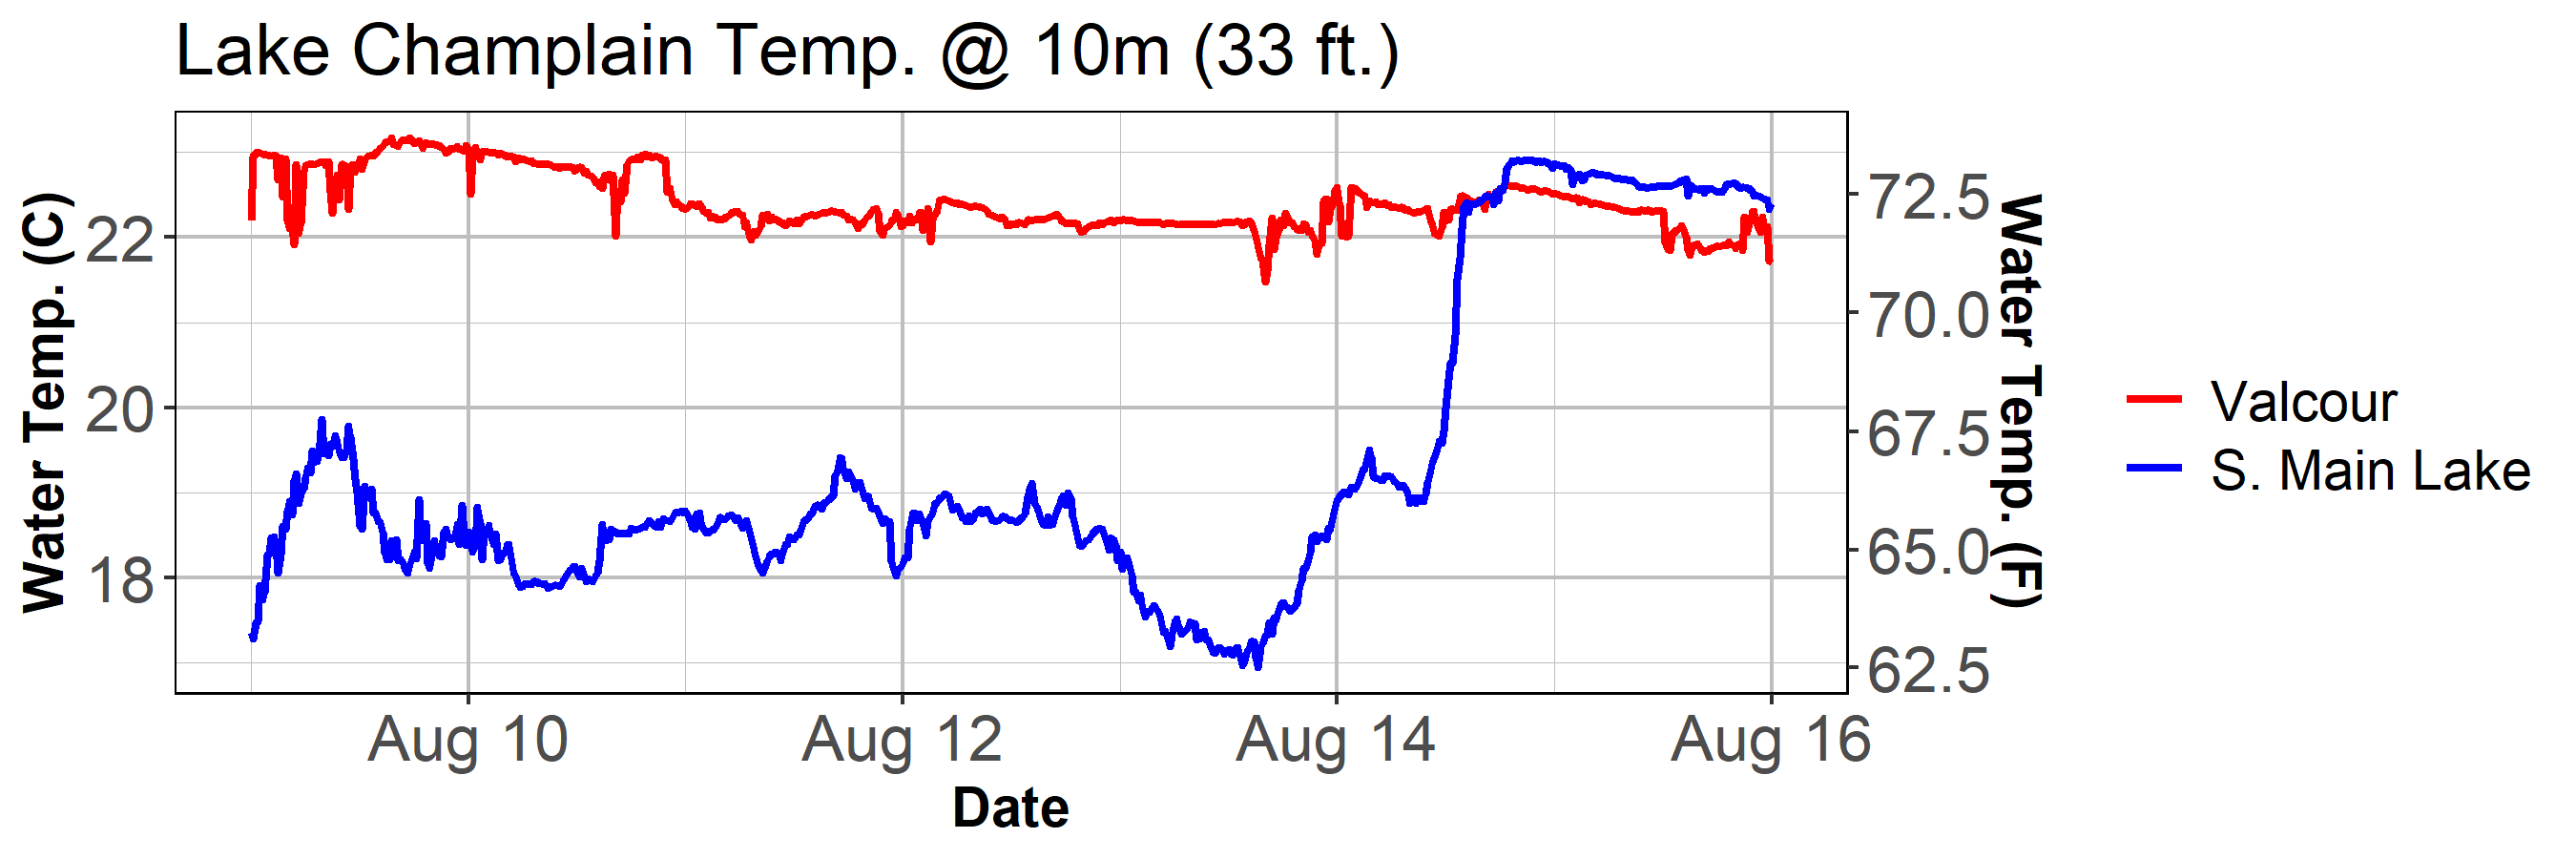 Lake Champlain Temp. @ 10m (33 ft.)
Water Temp. (C)
22
20
18
72.5
70.0
67.5
65.0
62.5
Water Temp. (F)
Valcour
S. Main Lake
Aug 10
Aug 12
Aug 14
Aug 16
Date